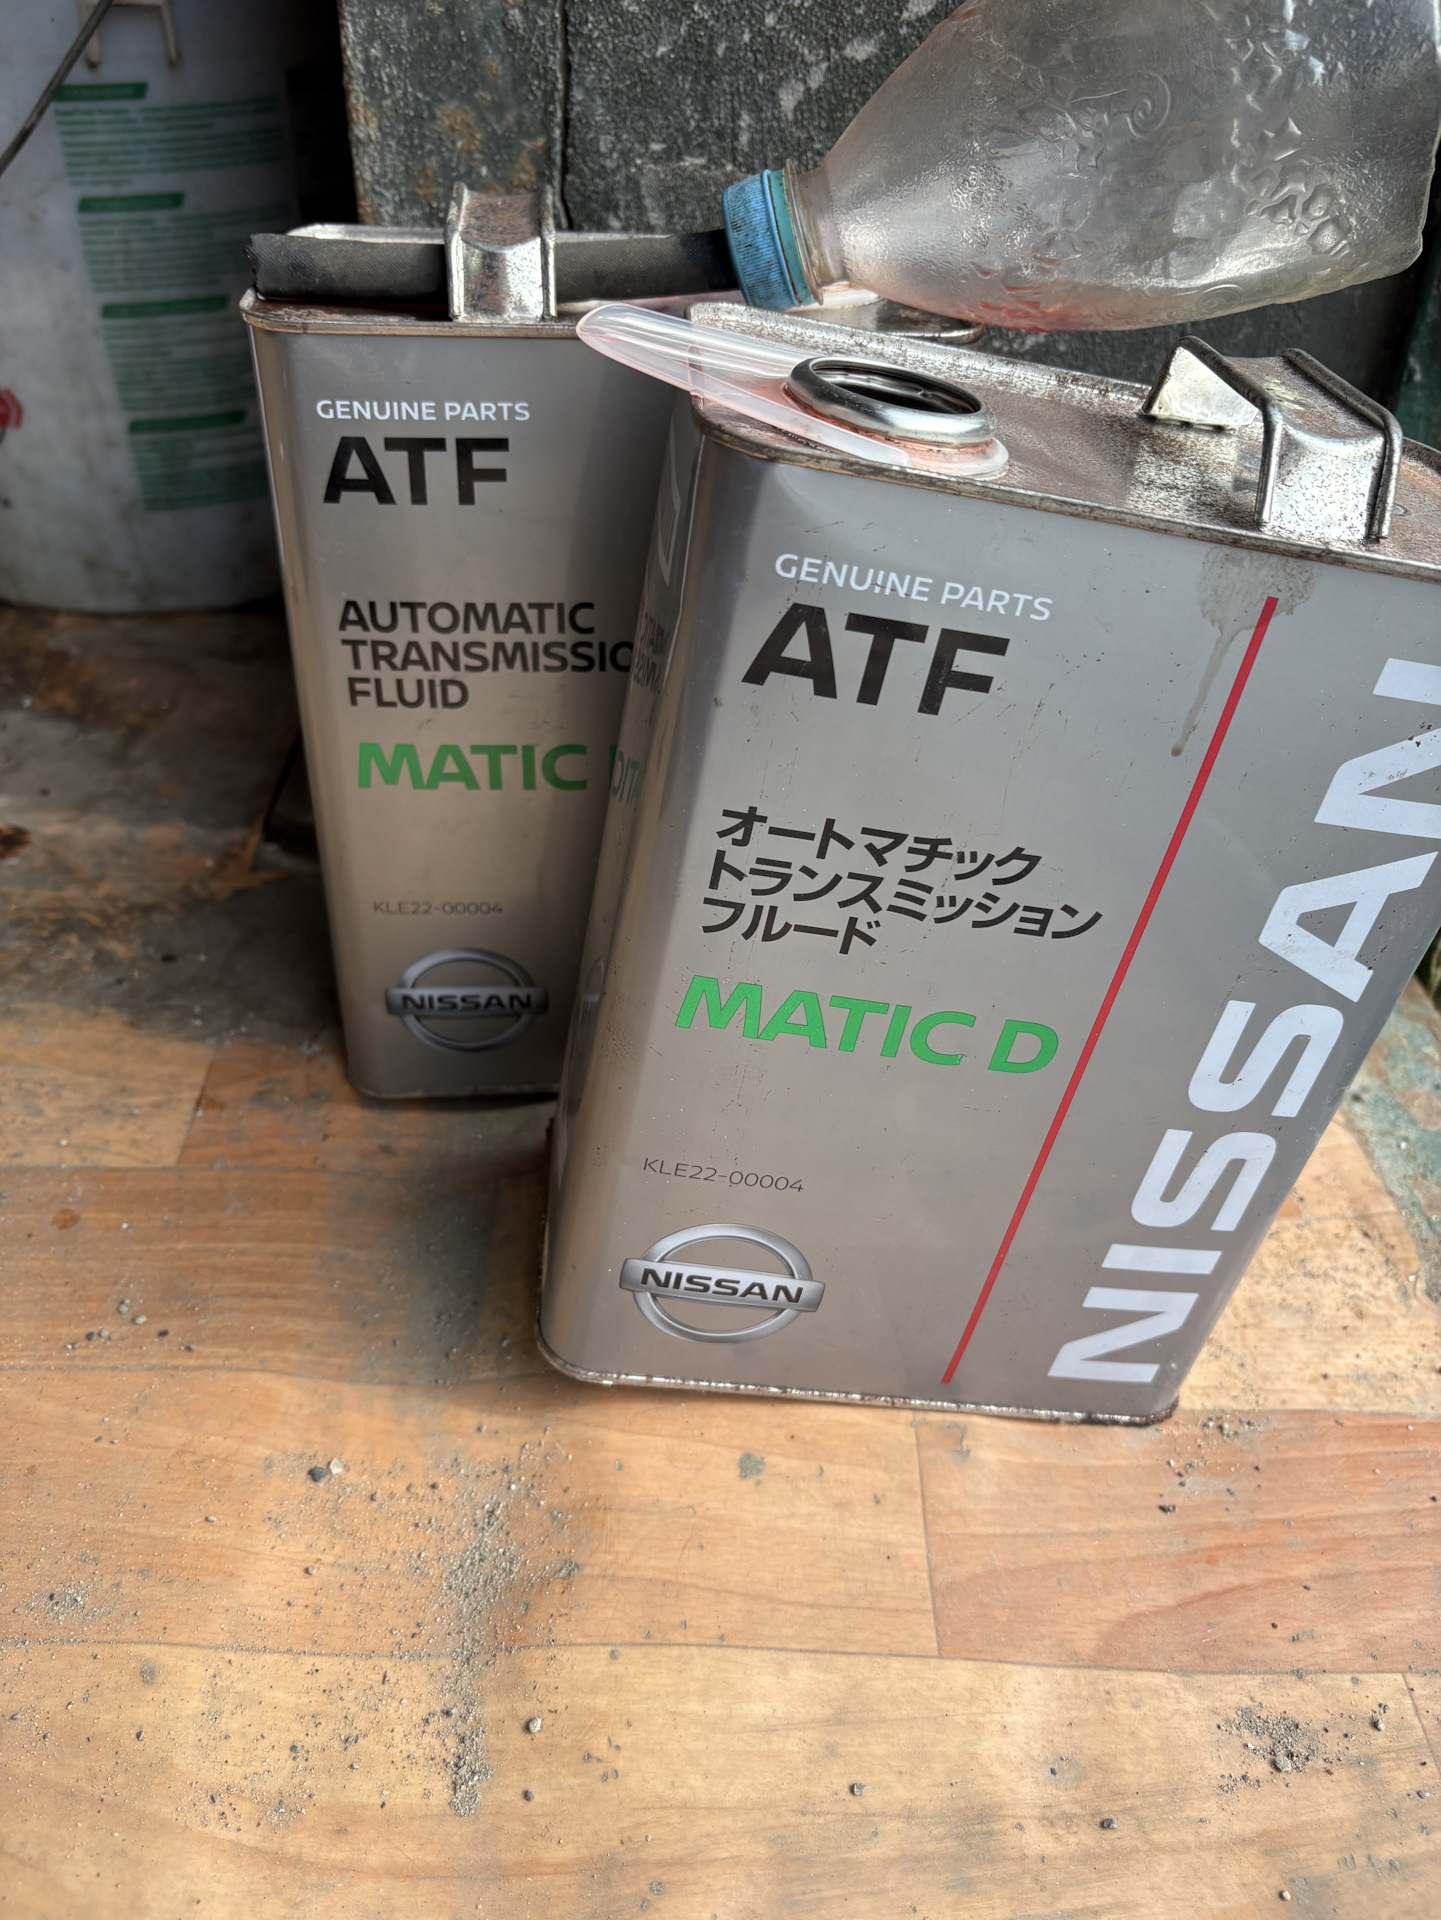 GENUINE PARTS
ATF
AUTOMATIC
TRANSMISSIO
FLUID
MATIC
KLE22-00004
NISSAN
GENUINE PARTS
ATF
オートマチック
トランスミッション
フルード
MATIC D
KLE22-00004
NISSAN
NISSAN